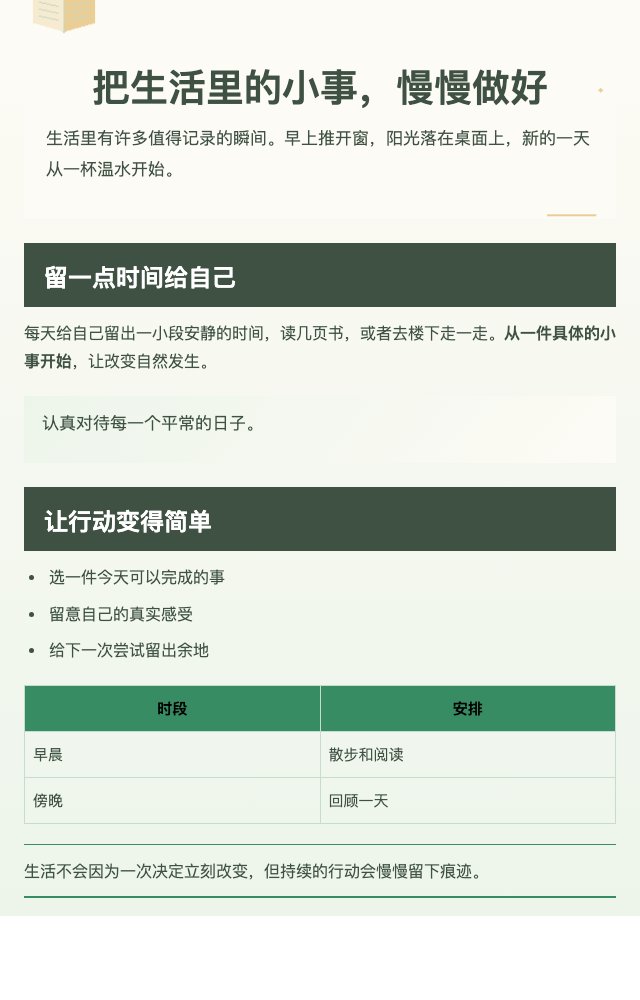 把生活里的小事，慢慢做好
生活里有许多值得记录的瞬间。早上推开窗，阳光落在桌面上，新的一天
从一杯温水开始。
留一点时间给自己
每天给自己留出一小段安静的时间，读几页书，或者去楼下走一走。从一件具体的小
事开始，让改变自然发生。
认真对待每一个平常的日子。
让行动变得简单
• 选一件今天可以完成的事
• 留意自己的真实感受
• 给下一次尝试留出余地
时段 安排
早晨 散步和阅读
傍晚 回顾一天
生活不会因为一次决定立刻改变，但持续的行动会慢慢留下痕迹。